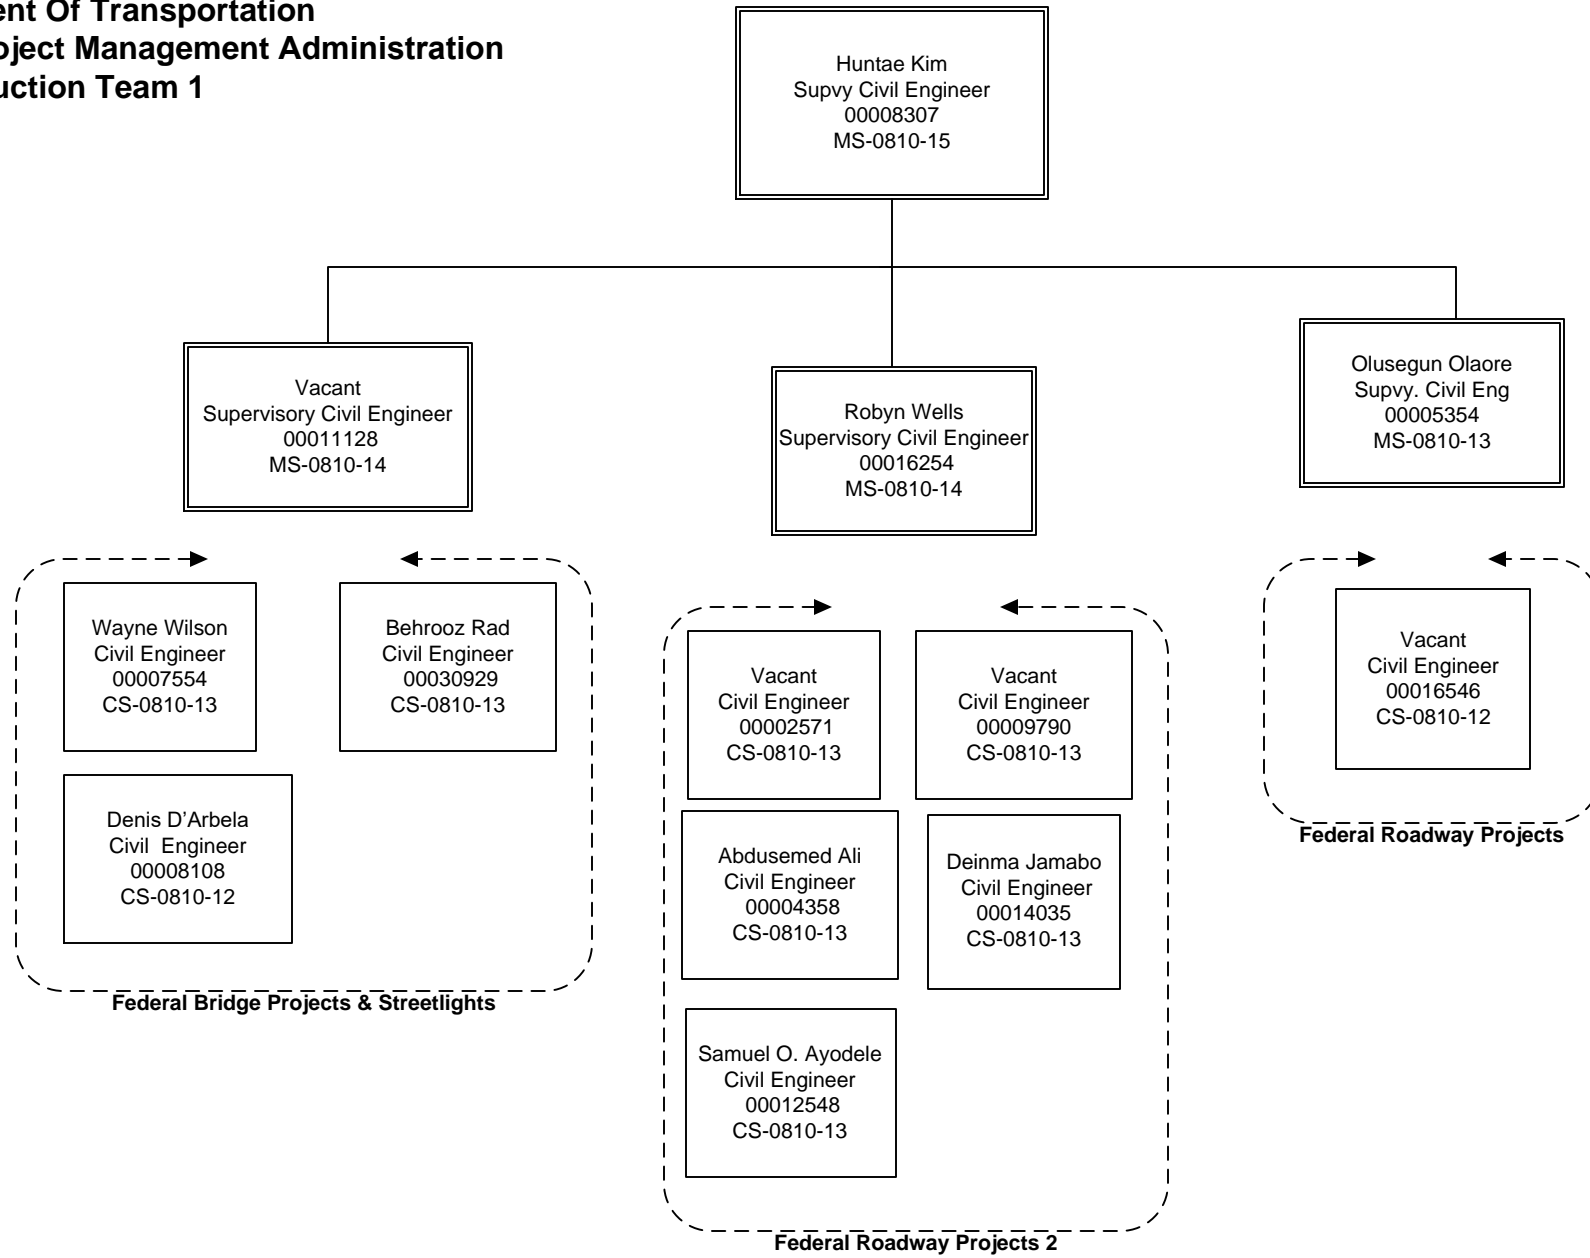 ent Of Transportation
oject Management Administration
uction Team 1
Huntae Kim
Supvy Civil Engineer
00008307
MS-0810-15
Vacant
Supervisory Civil Engineer
00011128
MS-0810-14
Robyn Wells
Supervisory Civil Engineer
00016254
MS-0810-14
Olusegun Olaore
Supvy. Civil Eng
00005354
MS-0810-13
Wayne Wilson
Civil Engineer
00007554
CS-0810-13
Behrooz Rad
Civil Engineer
00030929
CS-0810-13
Denis D’Arbela
Civil  Engineer
00008108
CS-0810-12
Federal Bridge Projects & Streetlights
Vacant
Civil Engineer
00002571
CS-0810-13
Vacant
Civil Engineer
00009790
CS-0810-13
Abdusemed Ali
Civil Engineer
00004358
CS-0810-13
Deinma Jamabo
Civil Engineer
00014035
CS-0810-13
Samuel O. Ayodele
Civil Engineer
00012548
CS-0810-13
Federal Roadway Projects 2
Vacant
Civil Engineer
00016546
CS-0810-12
Federal Roadway Projects